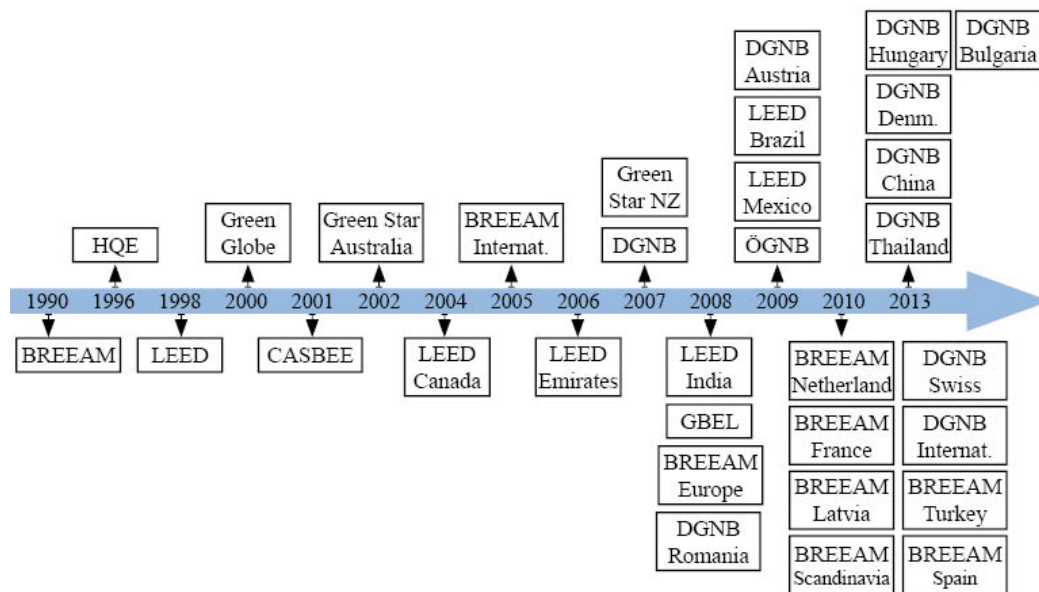 DGNB
Austria
DGNB
Hungary
DGNB
Bulgaria
LEED
Brazil
DGNB
Denm.
LEED
Mexico
DGNB
China
Green
Star NZ
HQE
Green
Globe
Green Star
Australia
BREEAM
Internat.
DGNB
ÖGNB
DGNB
Thailand
1990 1996 1998 2000 2001 2002 2004 2005 2006 2007 2008 2009 2010 2013
BREEAM
LEED
CASBEE
LEED
Canada
LEED
Emirates
LEED
India
GBEL
BREEAM
Europe
DGNB
Romania
BREEAM
Netherland
DGNB
Swiss
BREEAM
France
DGNB
Internat.
BREEAM
Latvia
BREEAM
Turkey
BREEAM
Scandinavia
BREEAM
Spain